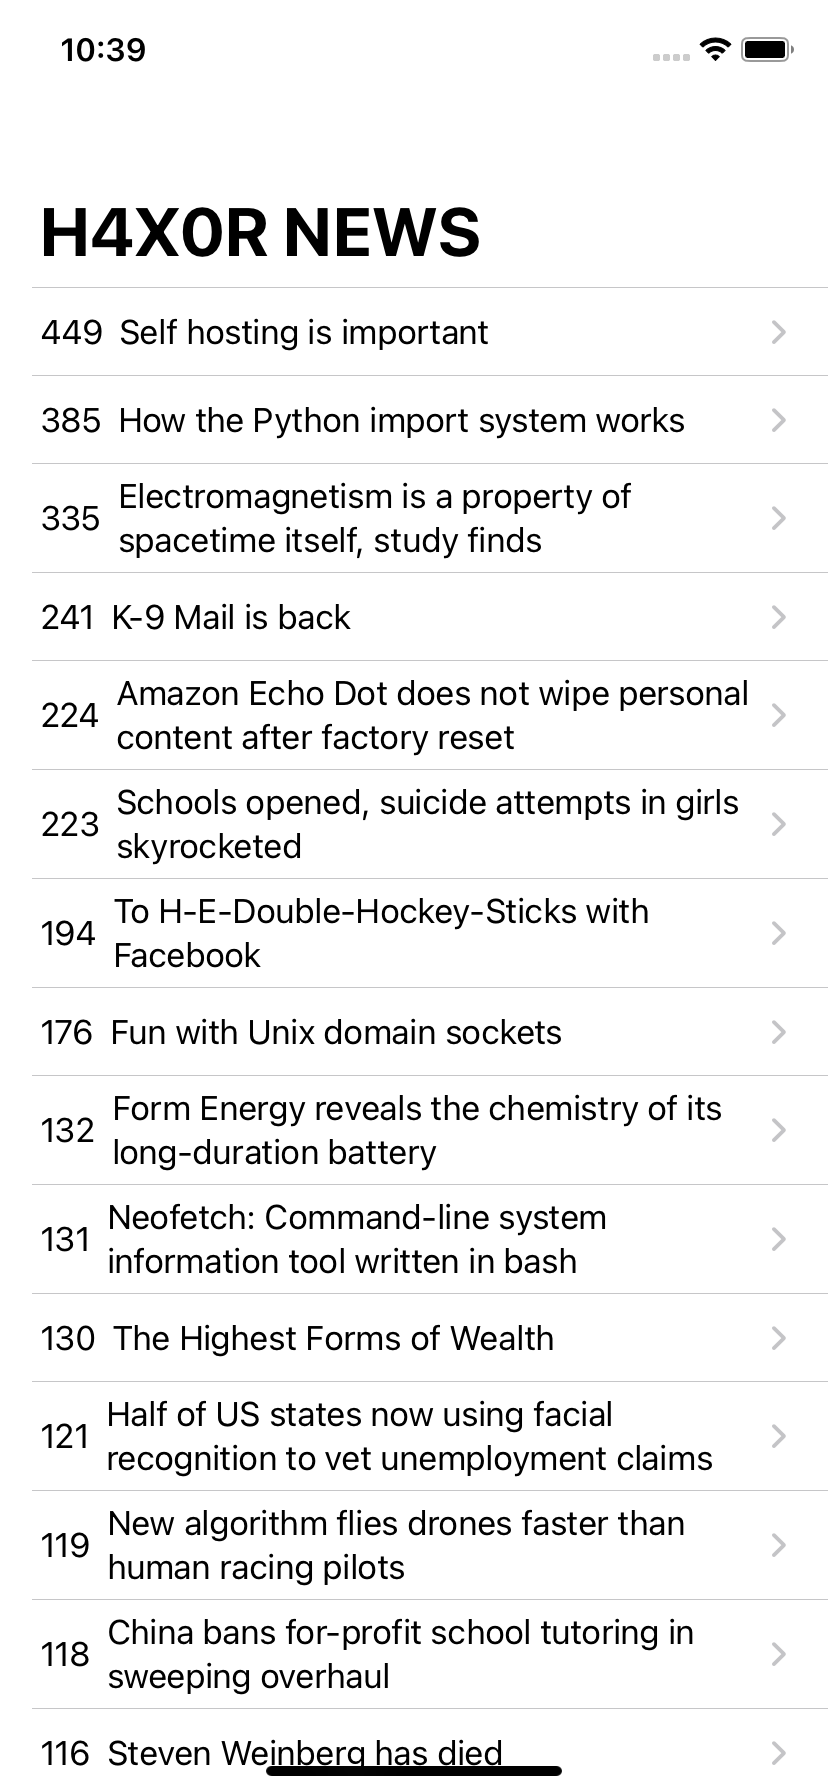 10:39
H4X0R NEWS
449 Self hosting is important
385 How the Python import system works
335 Electromagnetism is a property of
spacetime itself, study finds
241 K-9 Mail is back
224 Amazon Echo Dot does not wipe personal
content after factory reset
223 Schools opened, suicide attempts in girls
skyrocketed
194 To H-E-Double-Hockey-Sticks with
Facebook
176 Fun with Unix domain sockets
132 Form Energy reveals the chemistry of its
long-duration battery
131 Neofetch: Command-line system
information tool written in bash
130 The Highest Forms of Wealth
121 Half of US states now using facial
recognition to vet unemployment claims
119 New algorithm flies drones faster than
human racing pilots
118 China bans for-profit school tutoring in
sweeping overhaul
116 Steven Weinberg has died